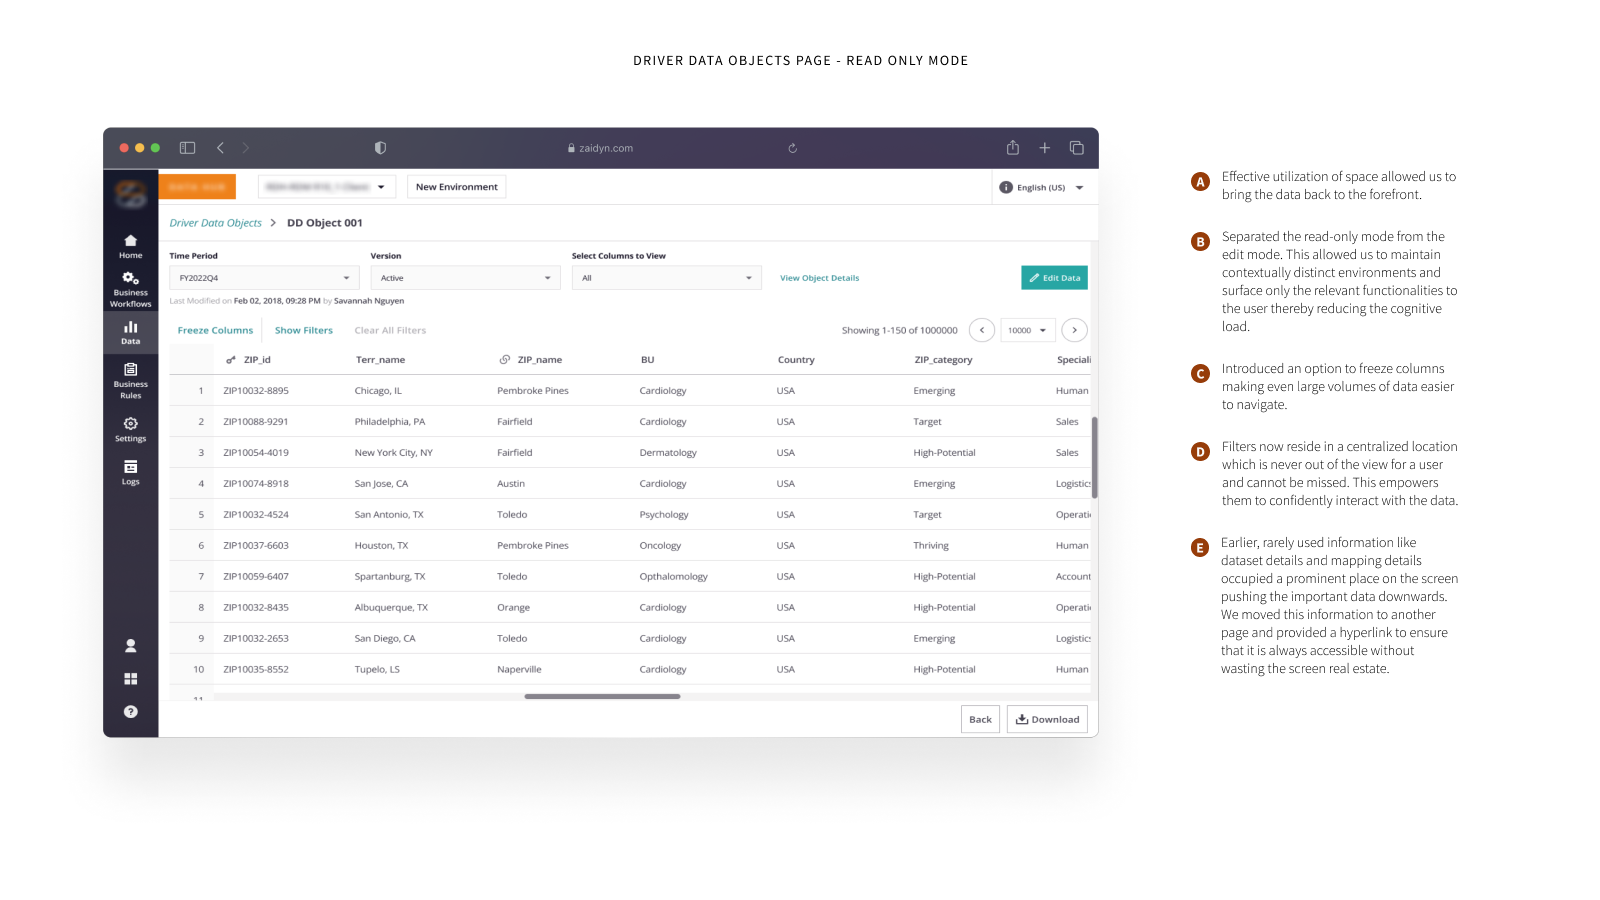 DRIVER DATA OBJECTS PAGE - READ ONLY MODE
zaidyn.com
New Environment
English (US)
Driver Data Objects > DD Object 001
Home
Business Workflows
Data
Business Rules
Settings
Logs
Time Period Version Select Columns to View
FY2022Q4 Active All View Object Details Edit Data
Last Modified on Feb 02, 2018, 09:28 PM by Savannah Nguyen
Freeze Columns Show Filters Clear All Filters Showing 1-150 of 1000000 10000
ZIP_id Terr_name ZIP_name BU Country ZIP_category Speciali
1 ZIP10032-8895 Chicago, IL Pembroke Pines Cardiology USA Emerging Human
2 ZIP10088-9291 Philadelphia, PA Fairfield Cardiology USA Target Sales
3 ZIP10054-4019 New York City, NY Fairfield Dermatology USA High-Potential Sales
4 ZIP10074-8918 San Jose, CA Austin Cardiology USA Emerging Logistics
5 ZIP10032-4524 San Antonio, TX Toledo Psychology USA Target Operati
6 ZIP10037-6603 Houston, TX Pembroke Pines Oncology USA Thriving Human
7 ZIP10059-6407 Spartanburg, TX Toledo Opthalomology USA High-Potential Account
8 ZIP10032-8435 Albuquerque, TX Orange Cardiology USA High-Potential Operati
9 ZIP10032-2653 San Diego, CA Toledo Cardiology USA Emerging Logistics
10 ZIP10035-8552 Tupelo, LS Naperville Cardiology USA High-Potential Human
11
Back Download
A Effective utilization of space allowed us to
bring the data back to the forefront.
B Separated the read-only mode from the
edit mode. This allowed us to maintain
contextually distinct environments and
surface only the relevant functionalities to
the user thereby reducing the cognitive
load.
C Introduced an option to freeze columns
making even large volumes of data easier
to navigate.
D Filters now reside in a centralized location
which is never out of the view for a user
and cannot be missed. This empowers
them to confidently interact with the data.
E Earlier, rarely used information like
dataset details and mapping details
occupied a prominent place on the screen
pushing the important data downwards.
We moved this information to another
page and provided a hyperlink to ensure
that it is always accessible without
wasting the screen real estate.